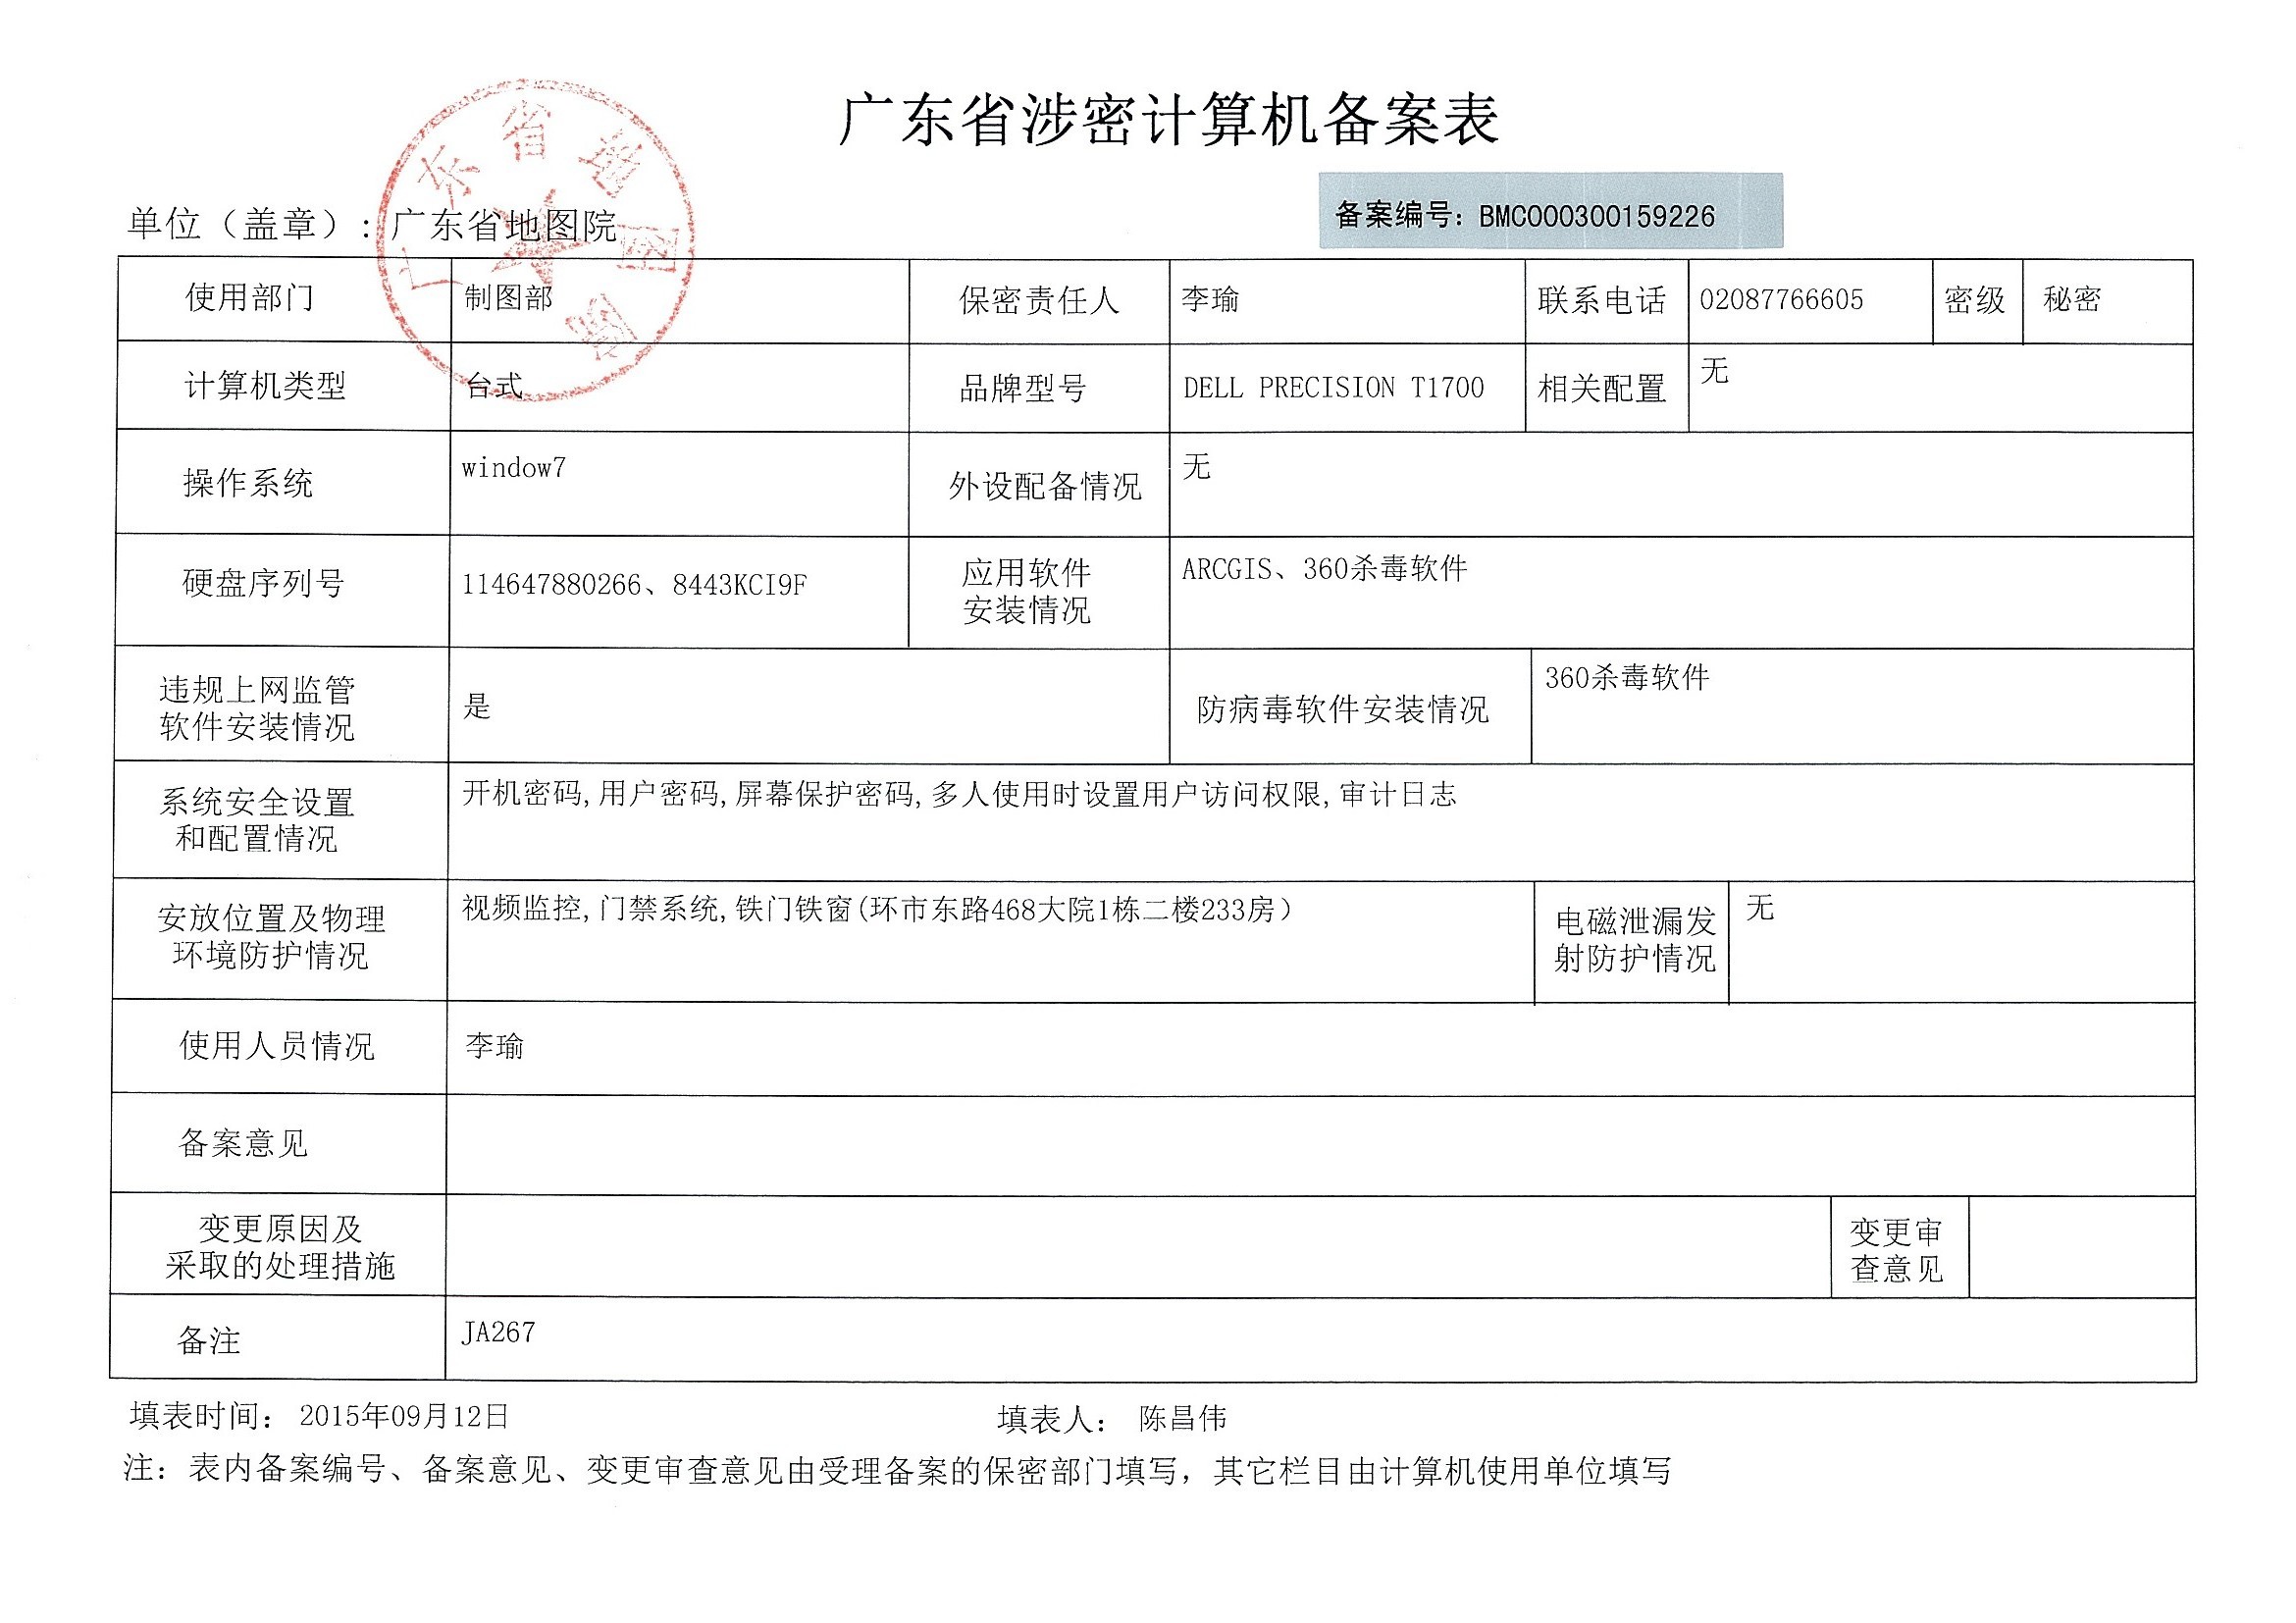 广东省涉密计算机备案表
单位（盖章）：广东省地图院
备案编号：BMC000300159226
使用部门 制图部 保密责任人 李瑜 联系电话 02087766605 密级 秘密
计算机类型 台式 品牌型号 DELL PRECISION T1700 相关配置 无
操作系统 window7 外设配备情况 无
硬盘序列号 114647880266、8443KCI9F 应用软件
安装情况 ARCGIS、360杀毒软件
违规上网监管
软件安装情况 是 防病毒软件安装情况 360杀毒软件
系统安全设置
和配置情况 开机密码,用户密码,屏幕保护密码,多人使用时设置用户访问权限,审计日志
安放位置及物理
环境防护情况 视频监控,门禁系统,铁门铁窗(环市东路468大院1栋二楼233房） 电磁泄漏发
射防护情况 无
使用人员情况 李瑜
备案意见
变更原因及
采取的处理措施 变更审
查意见
备注 JA267
填表时间： 2015年09月12日 填表人： 陈昌伟
注：表内备案编号、备案意见、变更审查意见由受理备案的保密部门填写，其它栏目由计算机使用单位填写
广东省地图院